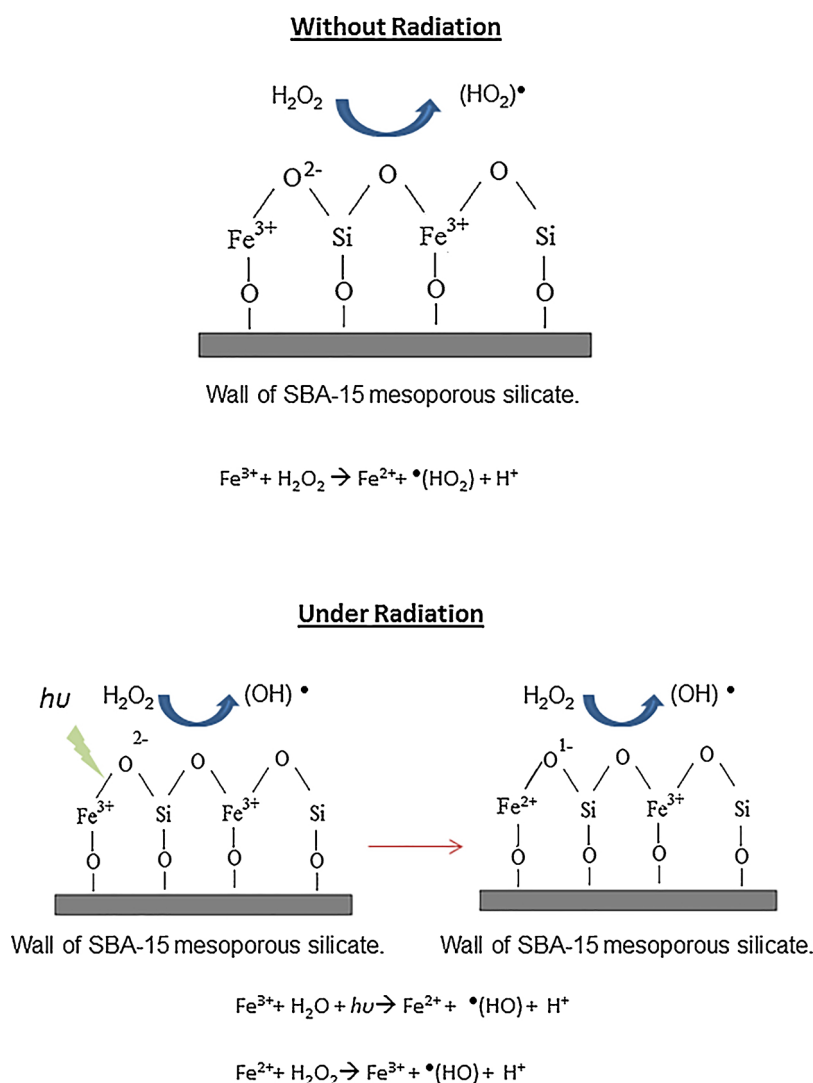 Without Radiation
H₂O₂ (HO₂)•
O²⁻ O O
Fe³⁺ Si Fe³⁺ Si
O O O O
Wall of SBA-15 mesoporous silicate.
Fe³⁺ + H₂O₂ → Fe²⁺ + •(HO₂) + H⁺
Under Radiation
hυ H₂O₂ (OH) •
O²⁻ O O
Fe³⁺ Si Fe³⁺ Si
O O O O
Wall of SBA-15 mesoporous silicate.
H₂O₂ (OH) •
O¹⁻ O O
Fe²⁺ Si Fe³⁺ Si
O O O O
Wall of SBA-15 mesoporous silicate.
Fe³⁺ + H₂O + hυ → Fe²⁺ + •(HO) + H⁺
Fe²⁺ + H₂O₂ → Fe³⁺ + •(HO) + H⁺